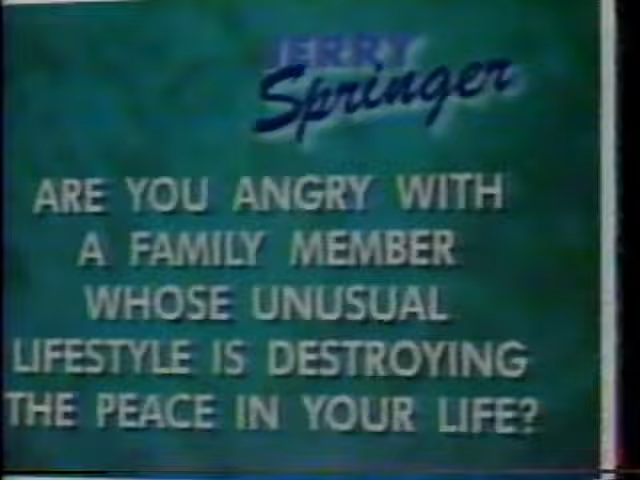 JERRY
Springer
ARE YOU ANGRY WITH
A FAMILY MEMBER
WHOSE UNUSUAL
LIFESTYLE IS DESTROYING
THE PEACE IN YOUR LIFE?